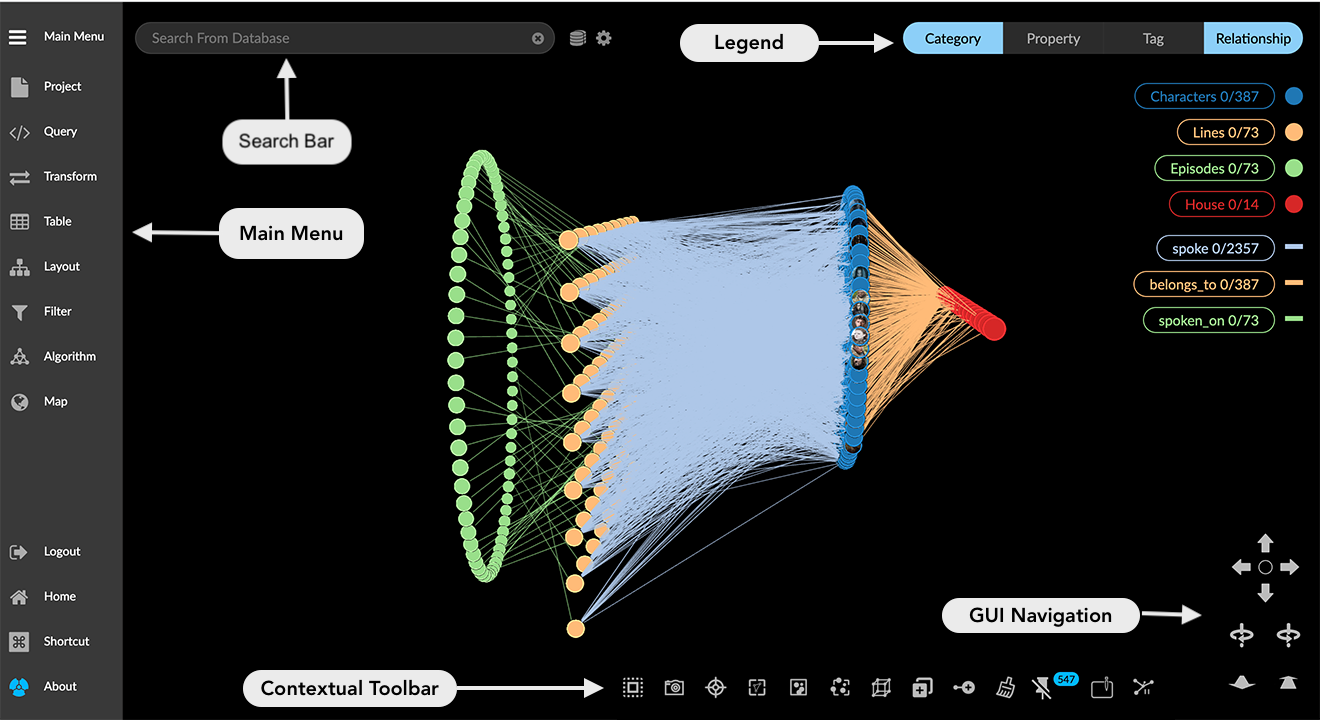 Main Menu
Search From Database
Legend
Category
Property
Tag
Relationship
Project
Query
Transform
Table
Layout
Filter
Algorithm
Map
Logout
Home
Shortcut
About
Search Bar
Main Menu
Characters 0/387
Lines 0/73
Episodes 0/73
House 0/14
spoke 0/2357
belongs_to 0/387
spoken_on 0/73
GUI Navigation
Contextual Toolbar
547